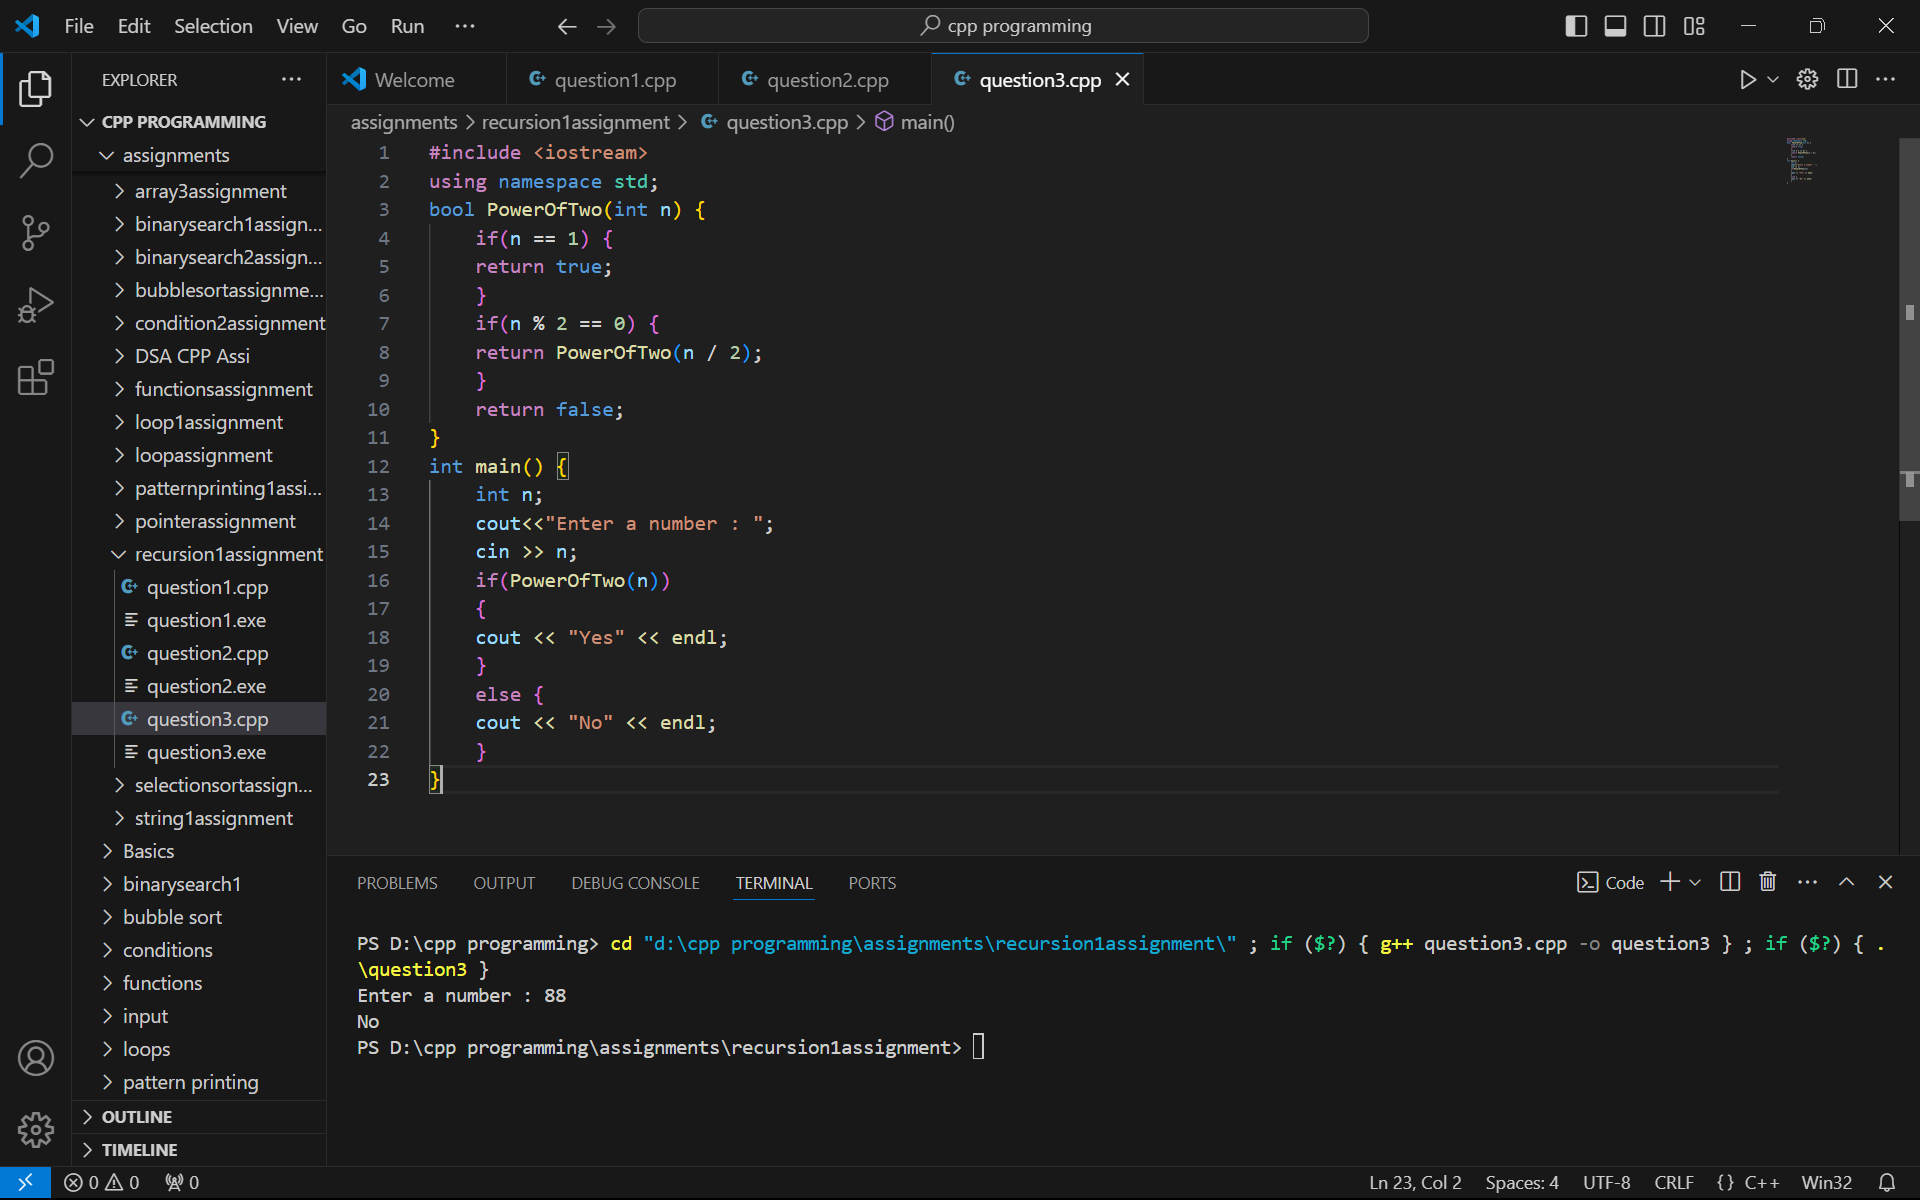 File Edit Selection View Go Run ··· cpp programming
EXPLORER ···
CPP PROGRAMMING
assignments
array3assignment
binarysearch1assign...
binarysearch2assign...
bubblesortassignme...
condition2assignment
DSA CPP Assi
functionsassignment
loop1assignment
loopassignment
patternprinting1assi...
pointerassignment
recursion1assignment
question1.cpp
question1.exe
question2.cpp
question2.exe
question3.cpp
question3.exe
selectionsortassign...
string1assignment
Basics
binarysearch1
bubble sort
conditions
functions
input
loops
pattern printing
OUTLINE
TIMELINE
Welcome question1.cpp question2.cpp question3.cpp
assignments > recursion1assignment > question3.cpp > main()
1 #include <iostream>
2 using namespace std;
3 bool PowerOfTwo(int n) {
4 if(n == 1) {
5 return true;
6 }
7 if(n % 2 == 0) {
8 return PowerOfTwo(n / 2);
9 }
10 return false;
11 }
12 int main() {
13 int n;
14 cout<<"Enter a number : ";
15 cin >> n;
16 if(PowerOfTwo(n))
17 {
18 cout << "Yes" << endl;
19 }
20 else {
21 cout << "No" << endl;
22 }
23 }
PROBLEMS OUTPUT DEBUG CONSOLE TERMINAL PORTS Code
PS D:\cpp programming> cd "d:\cpp programming\assignments\recursion1assignment\" ; if ($?) { g++ question3.cpp -o question3 } ; if ($?) { .
\question3 }
Enter a number : 88
No
PS D:\cpp programming\assignments\recursion1assignment>
0 0 0 Ln 23, Col 2 Spaces: 4 UTF-8 CRLF {} C++ Win32